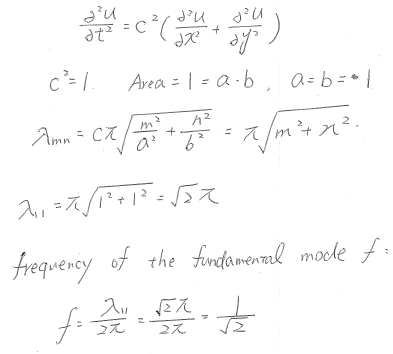 ∂²u/∂t² = c² ( ∂²u/∂x² + ∂²u/∂y² )
c² = 1. Area = 1 = a · b, a = b = 1
λmn = cπ √( m²/a² + n²/b² ) = π √( m² + n² ).
λ₁₁ = π √( 1² + 1² ) = √2 π
frequency of the fundamental mode f :
f = λ₁₁/2π = √2 π/2π = 1/√2